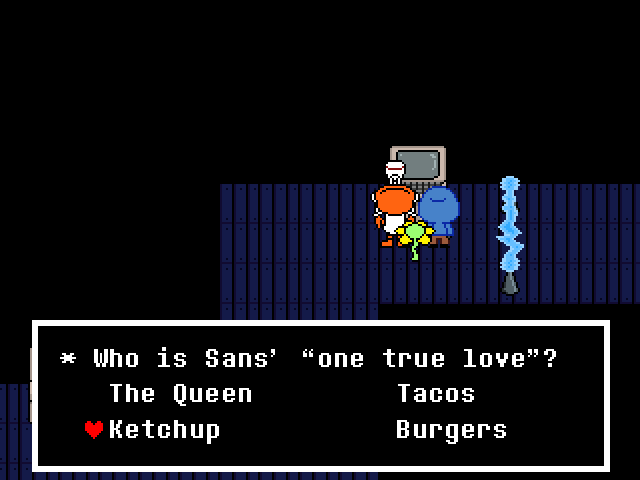 * Who is Sans’ “one true love”?
The Queen Tacos
Ketchup Burgers